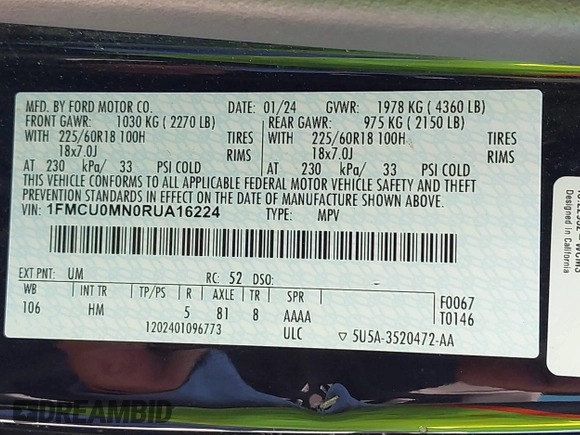 MFD. BY FORD MOTOR CO. DATE: 01/24 GVWR: 1978 KG ( 4360 LB)
FRONT GAWR: 1030 KG ( 2270 LB) REAR GAWR: 975 KG ( 2150 LB)
WITH 225/60R18 100H TIRES WITH 225/60R18 100H TIRES
18x7.0J RIMS 18x7.0J RIMS
AT 230 kPa/ 33 PSI COLD AT 230 kPa/ 33 PSI COLD
THIS VEHICLE CONFORMS TO ALL APPLICABLE FEDERAL MOTOR VEHICLE SAFETY AND THEFT
PREVENTION STANDARDS IN EFFECT ON THE DATE OF MANUFACTURE SHOWN ABOVE.
VIN: 1FMCU0MN0RUA16224 TYPE: MPV
EXT PNT: UM RC: 52 DSO:
WB INT TR TP/PS R AXLE TR SPR F0067
106 HM 5 81 8 AAAA T0146
1202401096773 ULC ▽ 5U5A-3520472-AA
Designed in California
DREAMBID